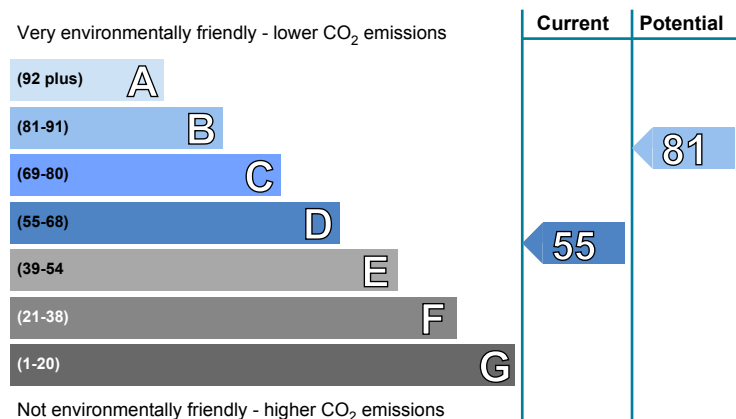 Current Potential
Very environmentally friendly - lower CO₂ emissions
(92 plus) A
(81-91) B
81
(69-80) C
(55-68) D
55
(39-54 E
(21-38) F
(1-20) G
Not environmentally friendly - higher CO₂ emissions